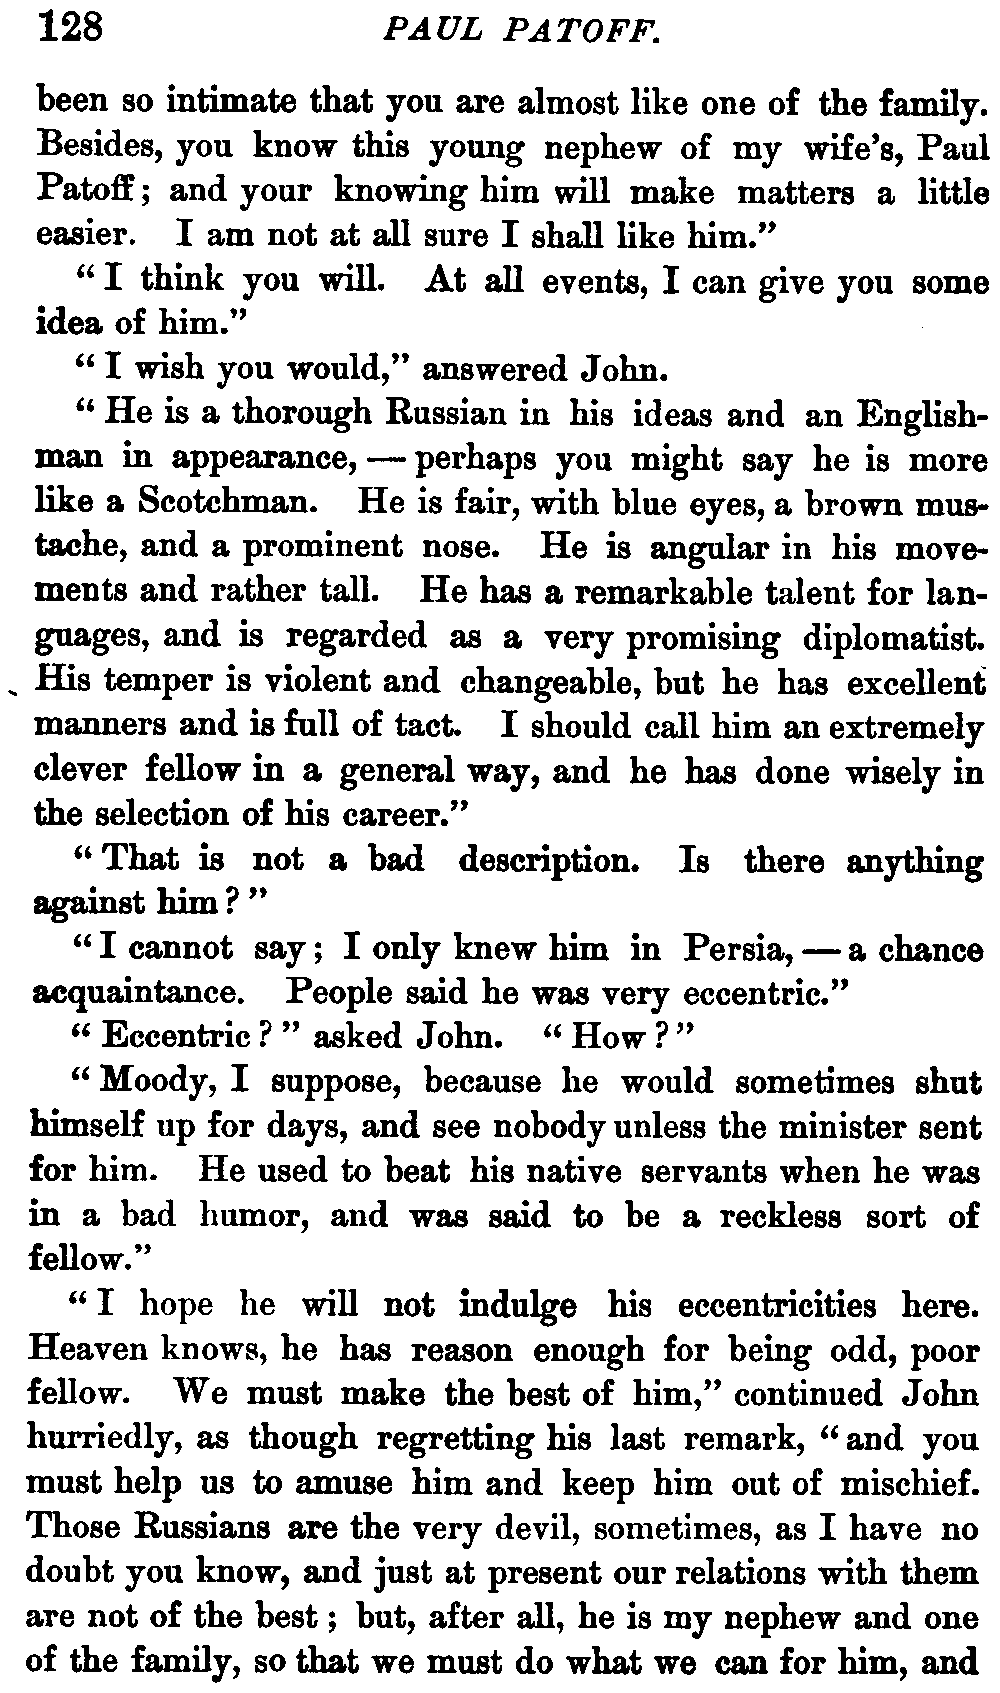 128 PAUL PATOFF.
been so intimate that you are almost like one of the family.
Besides, you know this young nephew of my wife's, Paul
Patoff; and your knowing him will make matters a little
easier. I am not at all sure I shall like him."
"I think you will. At all events, I can give you some
idea of him."
"I wish you would," answered John.
"He is a thorough Russian in his ideas and an English-
man in appearance, — perhaps you might say he is more
like a Scotchman. He is fair, with blue eyes, a brown mus-
tache, and a prominent nose. He is angular in his move-
ments and rather tall. He has a remarkable talent for lan-
guages, and is regarded as a very promising diplomatist.
His temper is violent and changeable, but he has excellent
manners and is full of tact. I should call him an extremely
clever fellow in a general way, and he has done wisely in
the selection of his career."
"That is not a bad description. Is there anything
against him?"
"I cannot say; I only knew him in Persia, — a chance
acquaintance. People said he was very eccentric."
"Eccentric?" asked John. "How?"
"Moody, I suppose, because he would sometimes shut
himself up for days, and see nobody unless the minister sent
for him. He used to beat his native servants when he was
in a bad humor, and was said to be a reckless sort of
fellow."
"I hope he will not indulge his eccentricities here.
Heaven knows, he has reason enough for being odd, poor
fellow. We must make the best of him," continued John
hurriedly, as though regretting his last remark, "and you
must help us to amuse him and keep him out of mischief.
Those Russians are the very devil, sometimes, as I have no
doubt you know, and just at present our relations with them
are not of the best; but, after all, he is my nephew and one
of the family, so that we must do what we can for him, and